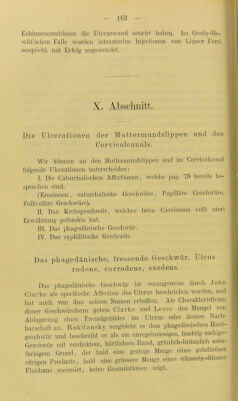 — 162 —
Echinococcenblasen die Uteruswand usurirt haben. Im Graily-He-
witt'schen Falle wurden intrauterine Injectionen von Liquor Ferri
sesquichl. mit Erfolg angewendet.
X. Abschnitt.
Die Ulcerationen der Muttermundslippen und des
Cervicalcanals.
Wir können an den Muttermundslippen und im Cervicalcanal
folgende Ulcerationen unterscheiden:
I. Die Catarrhalischen Affectionen, welche pag. 78 bereits be-
sprochen sind.
(Erosionen, catarrhalische Geschwüre, Papilläre Geschwüre,
Folliculäre Geschwüre).
II. Das Krebsgeschwür, welches beim Carcinoma colli uteri
Erwähnung gefunden hat.
III. Das phagedänische Geschwür.
IV. Das syphilitische Geschwür.
Das phagedänische, fressende Geschwür. Ulcus
rodens, corrodens, exedens.
Das phagedänische Geschwür ist vorzugsweise durch John
Clarke als specifische Affection des Uterus beschrieben worden, und
hat auch von ihm seinen Namen erhalten. Als Charakteristicum
dieser Geschwürsform geben Clarke und Lever den Mangel von
Ablagerung eines Fremdgebildes im Uterus oder dessen Nach-
barschaft an. Rokitansky vergleicht es dem phagedänischen Haut-
geschwür und beschreibt es als ein unregelmässiges, buchtig zackiger
Geschwür mit verdicktem, härtlichem Rand, grünlich-bräunlich miss-
farbigem Grund, der bald eine geringe Menge eines gelatinösen
eitrigen Products, bald eine grössere Menge eines wässerig-dünnen
Fluidums secernirt, keine Granulationen zeigt.